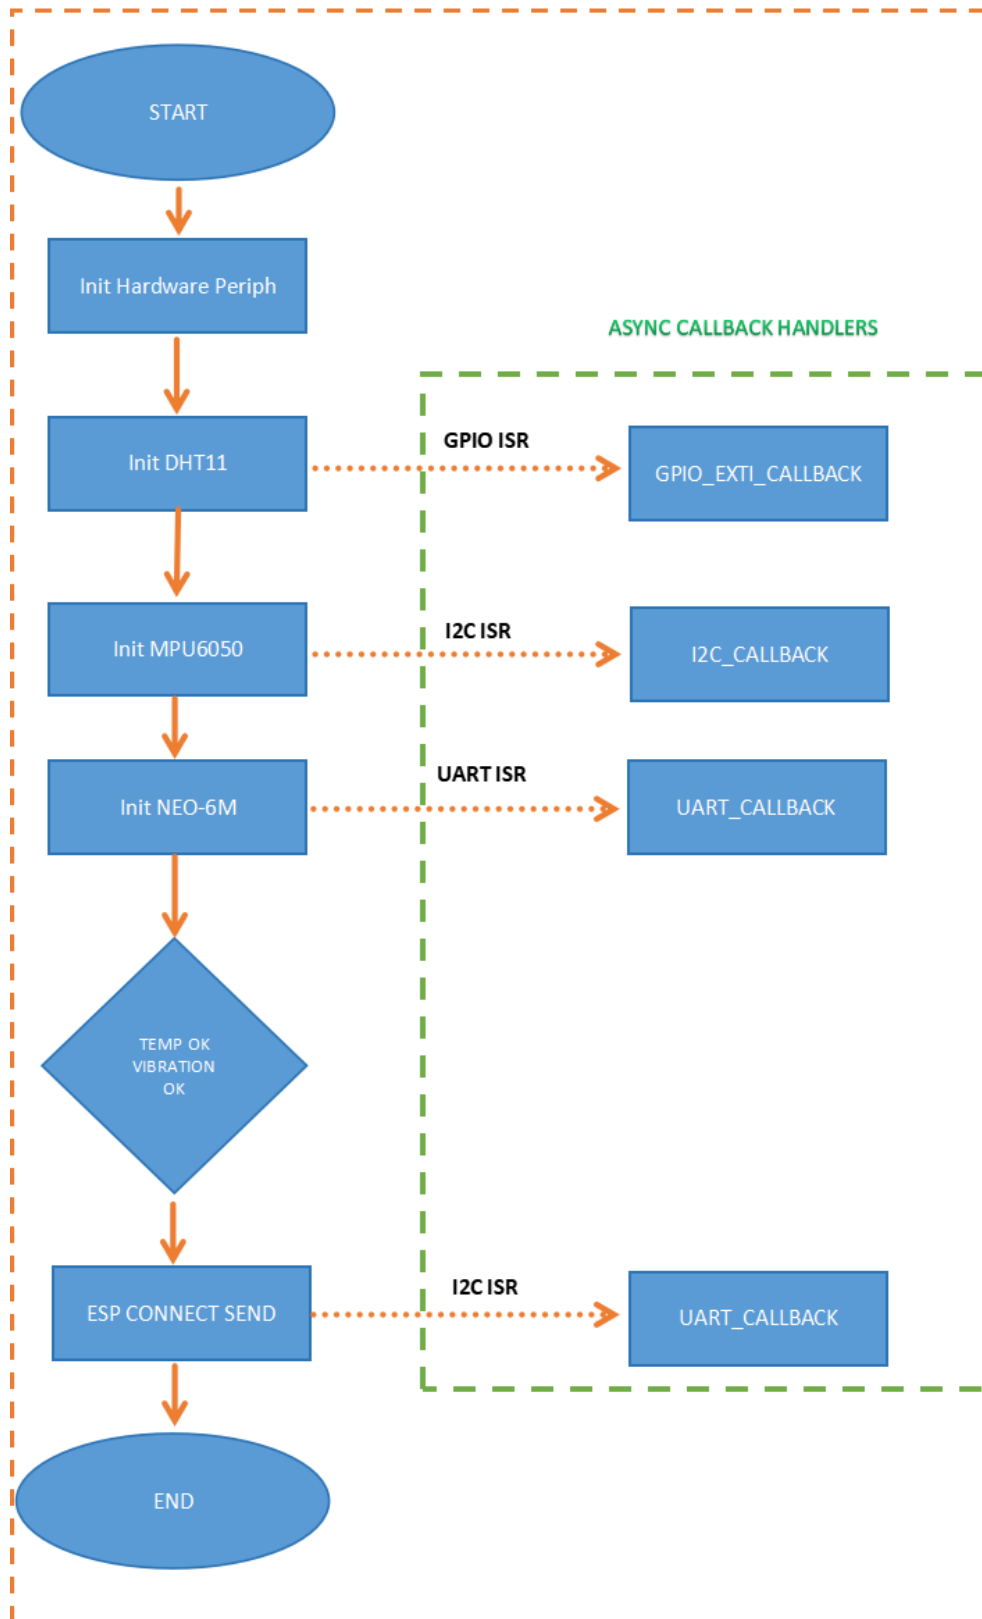 START
Init Hardware Periph
ASYNC CALLBACK HANDLERS
Init DHT11
GPIO ISR
GPIO_EXTI_CALLBACK
Init MPU6050
I2C ISR
I2C_CALLBACK
Init NEO-6M
UART ISR
UART_CALLBACK
TEMP OK
VIBRATION
OK
ESP CONNECT SEND
I2C ISR
UART_CALLBACK
END